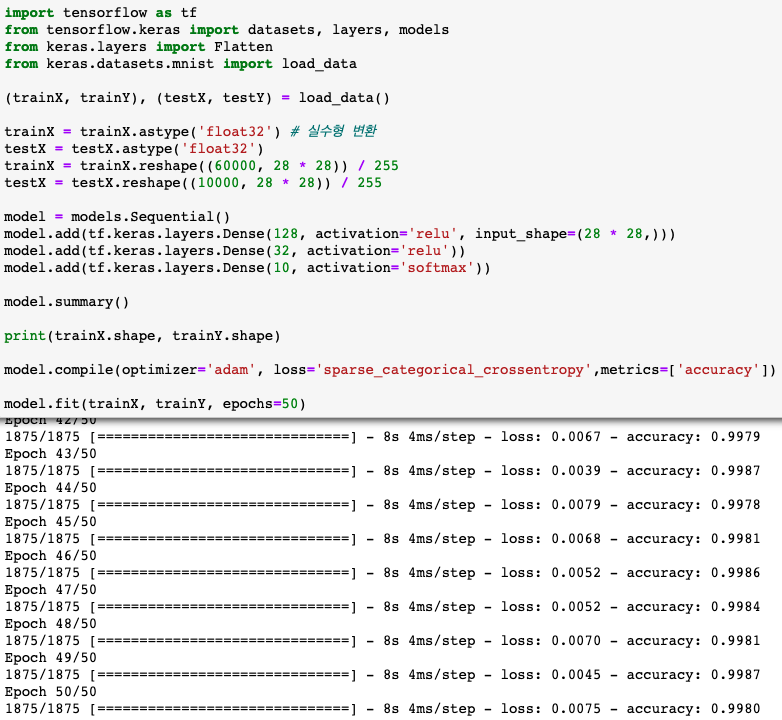 import tensorflow as tf
from tensorflow.keras import datasets, layers, models
from keras.layers import Flatten
from keras.datasets.mnist import load_data
(trainX, trainY), (testX, testY) = load_data()
trainX = trainX.astype('float32') # 실수형 변환
testX = testX.astype('float32')
trainX = trainX.reshape((60000, 28 * 28)) / 255
testX = testX.reshape((10000, 28 * 28)) / 255
model = models.Sequential()
model.add(tf.keras.layers.Dense(128, activation='relu', input_shape=(28 * 28,)))
model.add(tf.keras.layers.Dense(32, activation='relu'))
model.add(tf.keras.layers.Dense(10, activation='softmax'))
model.summary()
print(trainX.shape, trainY.shape)
model.compile(optimizer='adam', loss='sparse_categorical_crossentropy',metrics=['accuracy'])
model.fit(trainX, trainY, epochs=50)
Epoch 42/50
1875/1875 [==============================] - 8s 4ms/step - loss: 0.0067 - accuracy: 0.9979
Epoch 43/50
1875/1875 [==============================] - 8s 4ms/step - loss: 0.0039 - accuracy: 0.9987
Epoch 44/50
1875/1875 [==============================] - 8s 4ms/step - loss: 0.0079 - accuracy: 0.9978
Epoch 45/50
1875/1875 [==============================] - 8s 4ms/step - loss: 0.0068 - accuracy: 0.9981
Epoch 46/50
1875/1875 [==============================] - 8s 4ms/step - loss: 0.0052 - accuracy: 0.9986
Epoch 47/50
1875/1875 [==============================] - 8s 4ms/step - loss: 0.0052 - accuracy: 0.9984
Epoch 48/50
1875/1875 [==============================] - 8s 4ms/step - loss: 0.0070 - accuracy: 0.9981
Epoch 49/50
1875/1875 [==============================] - 8s 4ms/step - loss: 0.0045 - accuracy: 0.9987
Epoch 50/50
1875/1875 [==============================] - 8s 4ms/step - loss: 0.0075 - accuracy: 0.9980